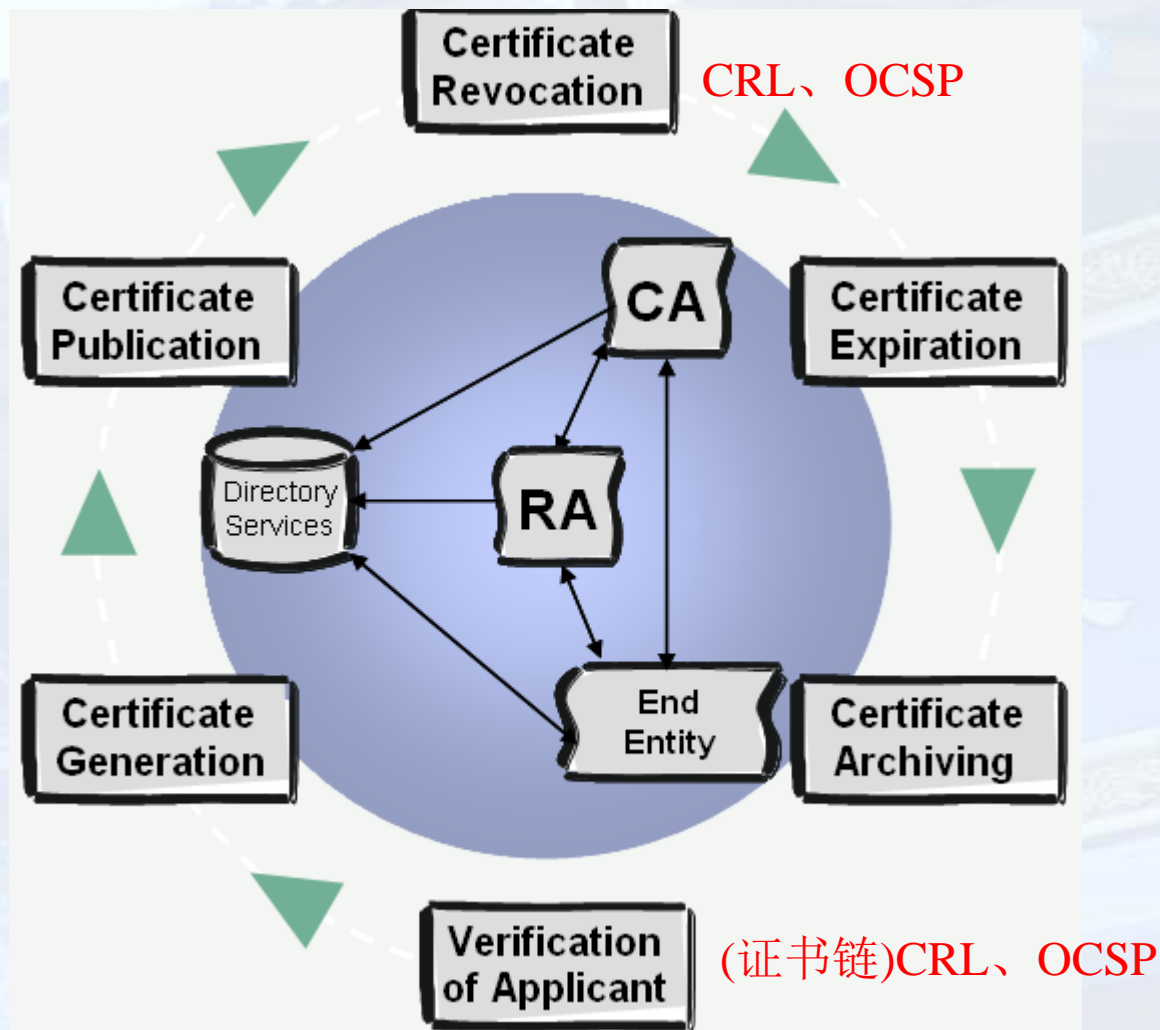 Certificate
Revocation
CRL、OCSP
Certificate
Publication
CA
Certificate
Expiration
Directory
Services
RA
Certificate
Generation
End
Entity
Certificate
Archiving
Verification
of Applicant
(证书链)CRL、OCSP